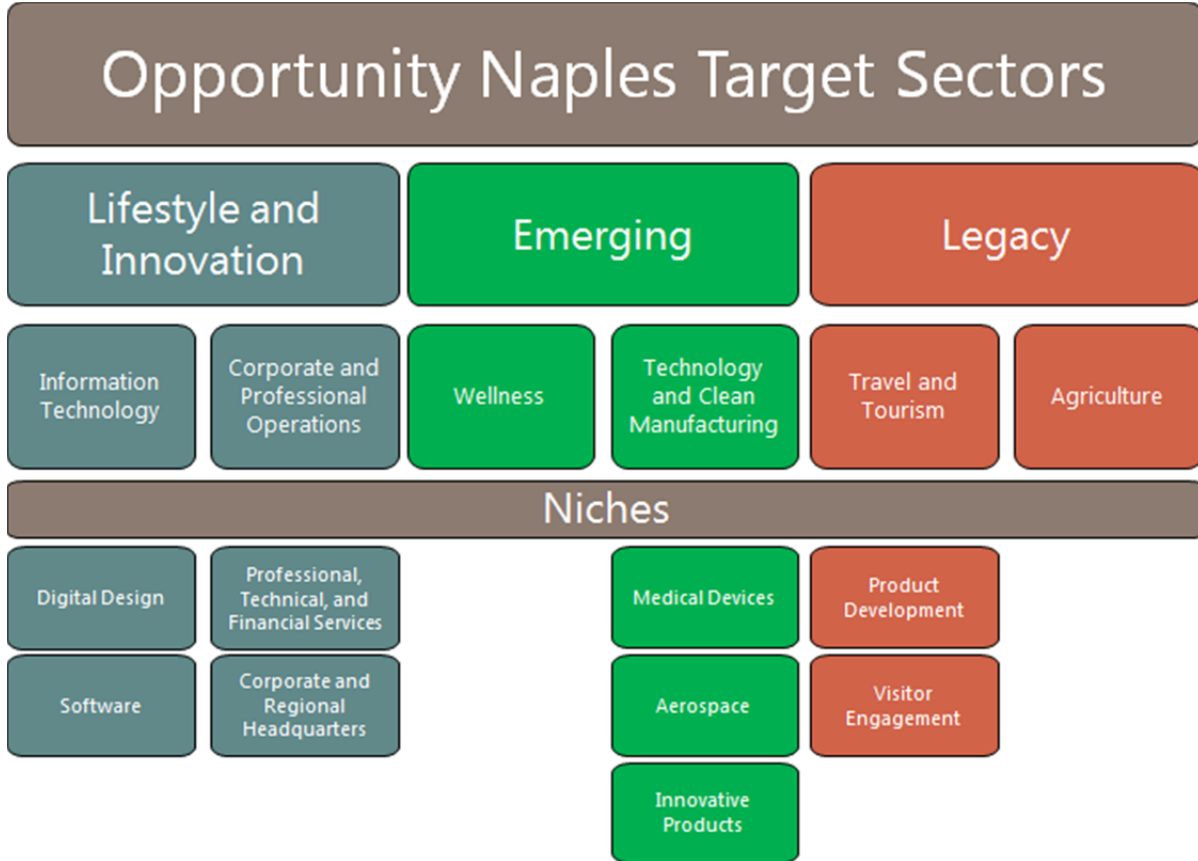 Opportunity Naples Target Sectors
Lifestyle and
Innovation
Emerging
Legacy
Information
Technology
Corporate and
Professional
Operations
Wellness
Technology
and Clean
Manufacturing
Travel and
Tourism
Agriculture
Niches
Digital Design
Professional,
Technical, and
Financial Services
Medical Devices
Product
Development
Software
Corporate and
Regional
Headquarters
Aerospace
Visitor
Engagement
Innovative
Products